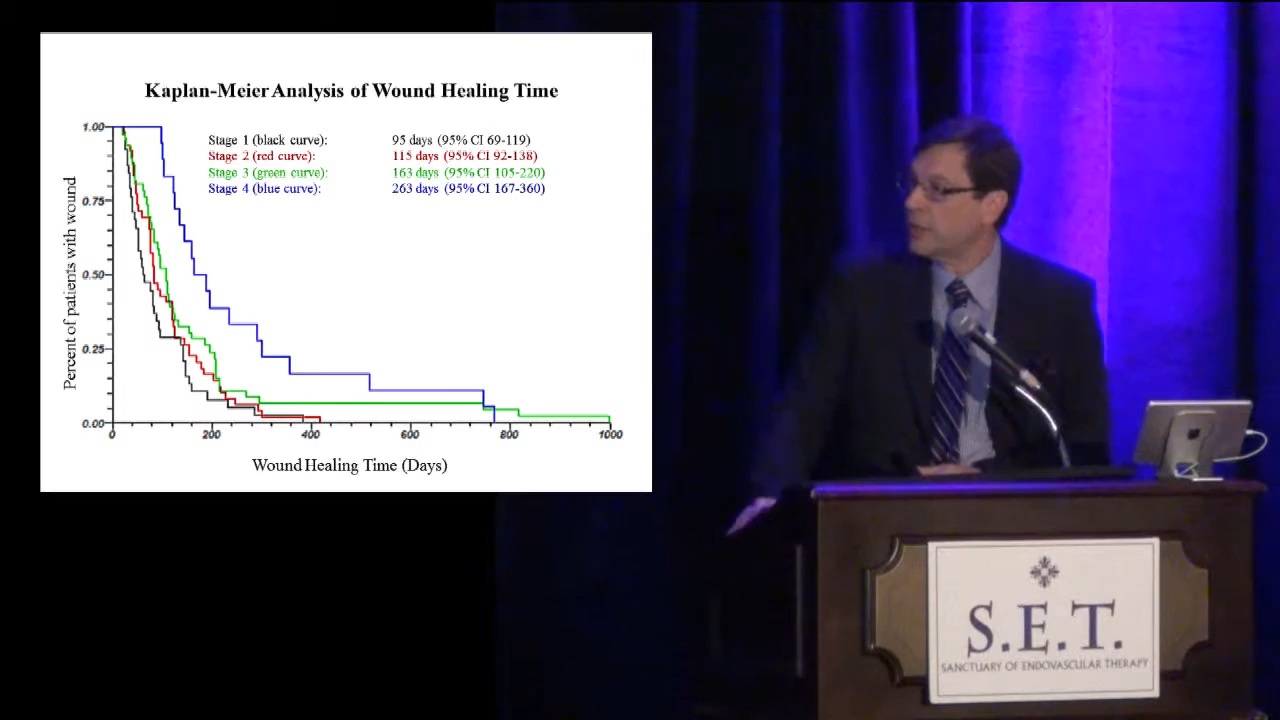 Kaplan-Meier Analysis of Wound Healing Time
Stage 1 (black curve): 95 days (95% CI 69-119)
Stage 2 (red curve): 115 days (95% CI 92-138)
Stage 3 (green curve): 163 days (95% CI 105-220)
Stage 4 (blue curve): 263 days (95% CI 167-360)
Percent of patients with wound
1.00
0.75
0.50
0.25
0.00
0 200 400 600 800 1000
Wound Healing Time (Days)
S.E.T.
SANCTUARY OF ENDOVASCULAR THERAPY